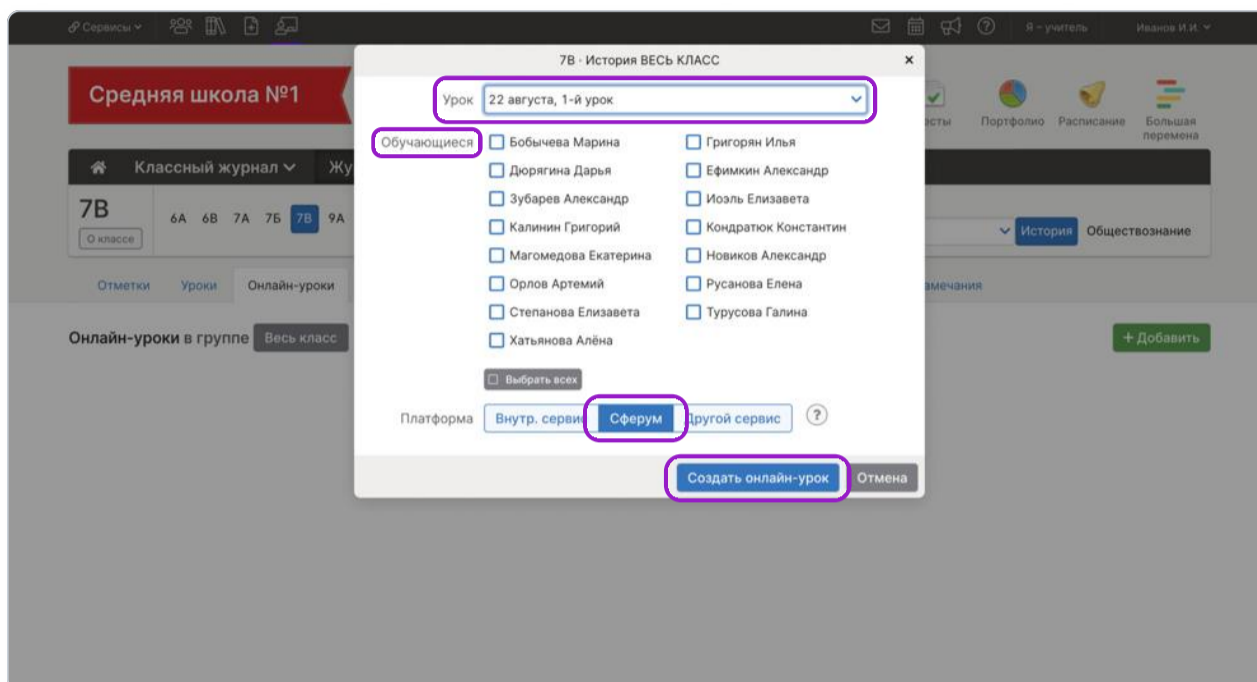 Сервисы
Я - учитель
Иванов И.И.
7В · История ВЕСЬ КЛАСС
Средняя школа №1
Урок 22 августа, 1-й урок
Портфолио Расписание Большая перемена
Обучающиеся
Бобычева Марина Григорян Илья
Дюрягина Дарья Ефимкин Александр
Зубарев Александр Иоэль Елизавета
Калинин Григорий Кондратюк Константин
Магомедова Екатерина Новиков Александр
Орлов Артемий Русанова Елена
Степанова Елизавета Турусова Галина
Хатьянова Алёна
Выбрать всех
Платформа Внутр. сервис Сферум Другой сервис ?
Создать онлайн-урок Отмена
Классный журнал Жу
7В 6А 6В 7А 7Б 7В 9А
О классе
История Обществознание
Отметки Уроки Онлайн-уроки
амечания
Онлайн-уроки в группе Весь класс
+ Добавить